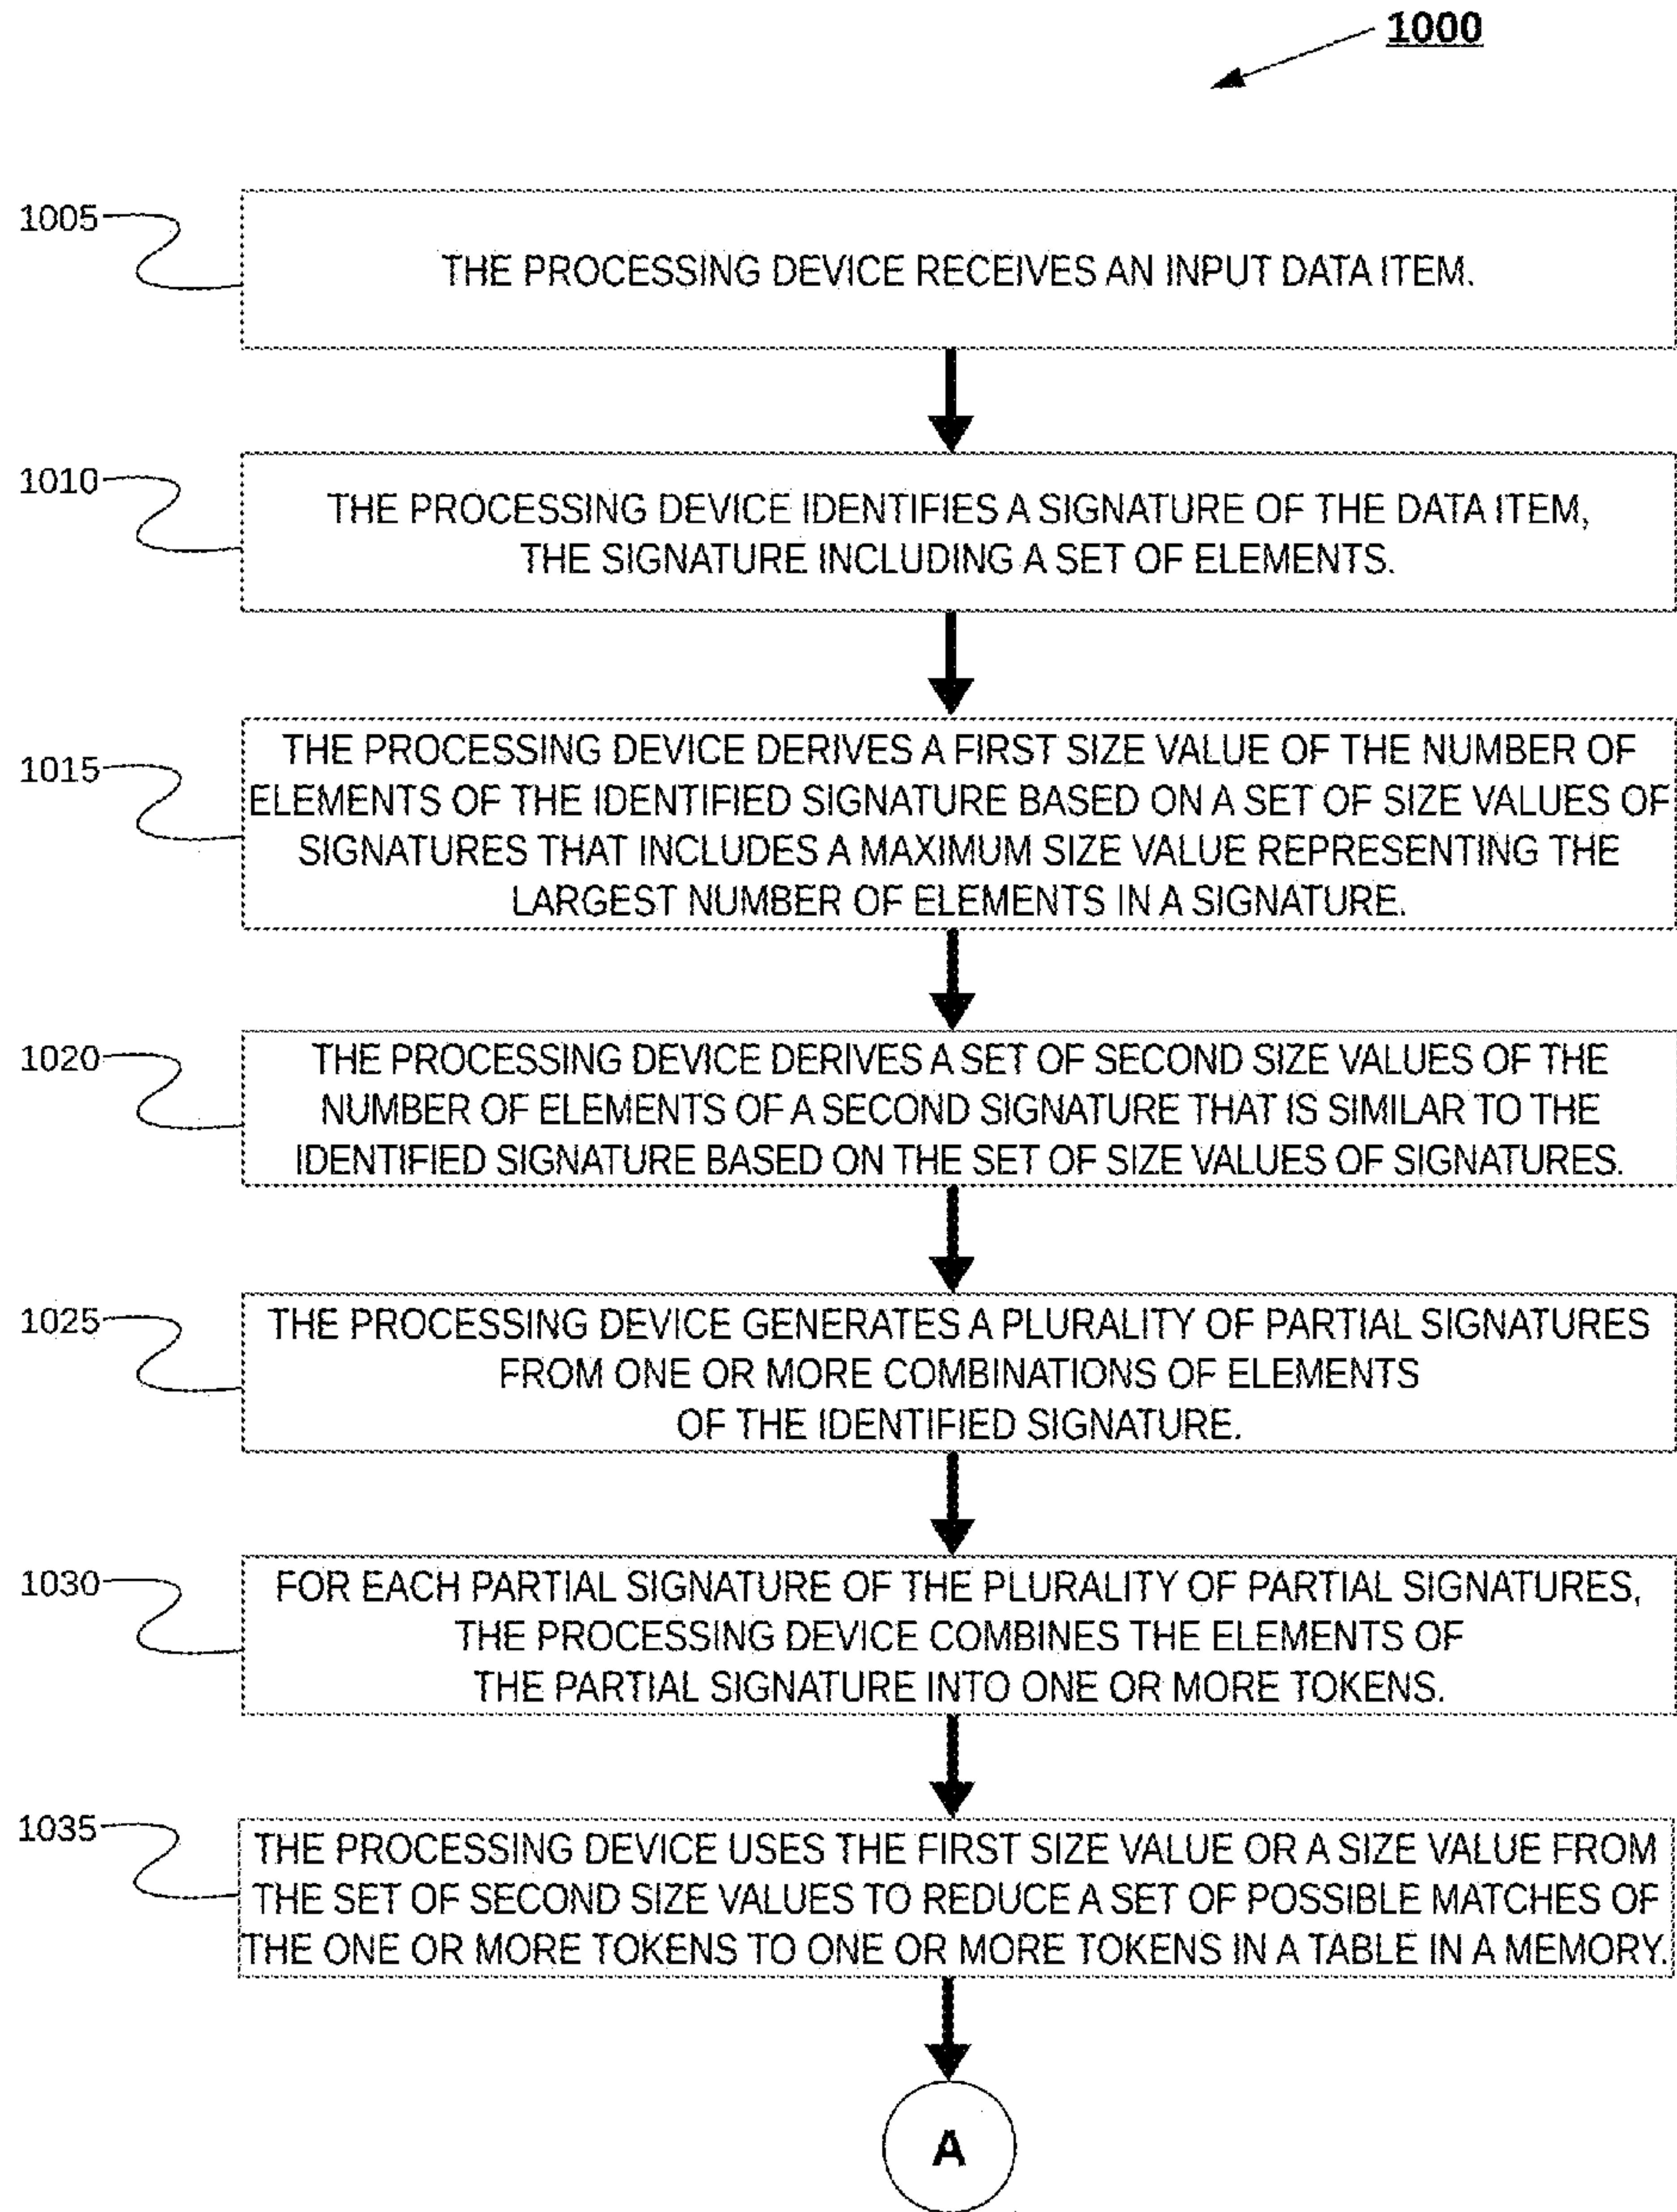 1000
1005
THE PROCESSING DEVICE RECEIVES AN INPUT DATA ITEM.
1010
THE PROCESSING DEVICE IDENTIFIES A SIGNATURE OF THE DATA ITEM,
THE SIGNATURE INCLUDING A SET OF ELEMENTS.
1015
THE PROCESSING DEVICE DERIVES A FIRST SIZE VALUE OF THE NUMBER OF
ELEMENTS OF THE IDENTIFIED SIGNATURE BASED ON A SET OF SIZE VALUES OF
SIGNATURES THAT INCLUDES A MAXIMUM SIZE VALUE REPRESENTING THE
LARGEST NUMBER OF ELEMENTS IN A SIGNATURE.
1020
THE PROCESSING DEVICE DERIVES A SET OF SECOND SIZE VALUES OF THE
NUMBER OF ELEMENTS OF A SECOND SIGNATURE THAT IS SIMILAR TO THE
IDENTIFIED SIGNATURE BASED ON THE SET OF SIZE VALUES OF SIGNATURES.
1025
THE PROCESSING DEVICE GENERATES A PLURALITY OF PARTIAL SIGNATURES
FROM ONE OR MORE COMBINATIONS OF ELEMENTS
OF THE IDENTIFIED SIGNATURE.
1030
FOR EACH PARTIAL SIGNATURE OF THE PLURALITY OF PARTIAL SIGNATURES,
THE PROCESSING DEVICE COMBINES THE ELEMENTS OF
THE PARTIAL SIGNATURE INTO ONE OR MORE TOKENS.
1035
THE PROCESSING DEVICE USES THE FIRST SIZE VALUE OR A SIZE VALUE FROM
THE SET OF SECOND SIZE VALUES TO REDUCE A SET OF POSSIBLE MATCHES OF
THE ONE OR MORE TOKENS TO ONE OR MORE TOKENS IN A TABLE IN A MEMORY.
A